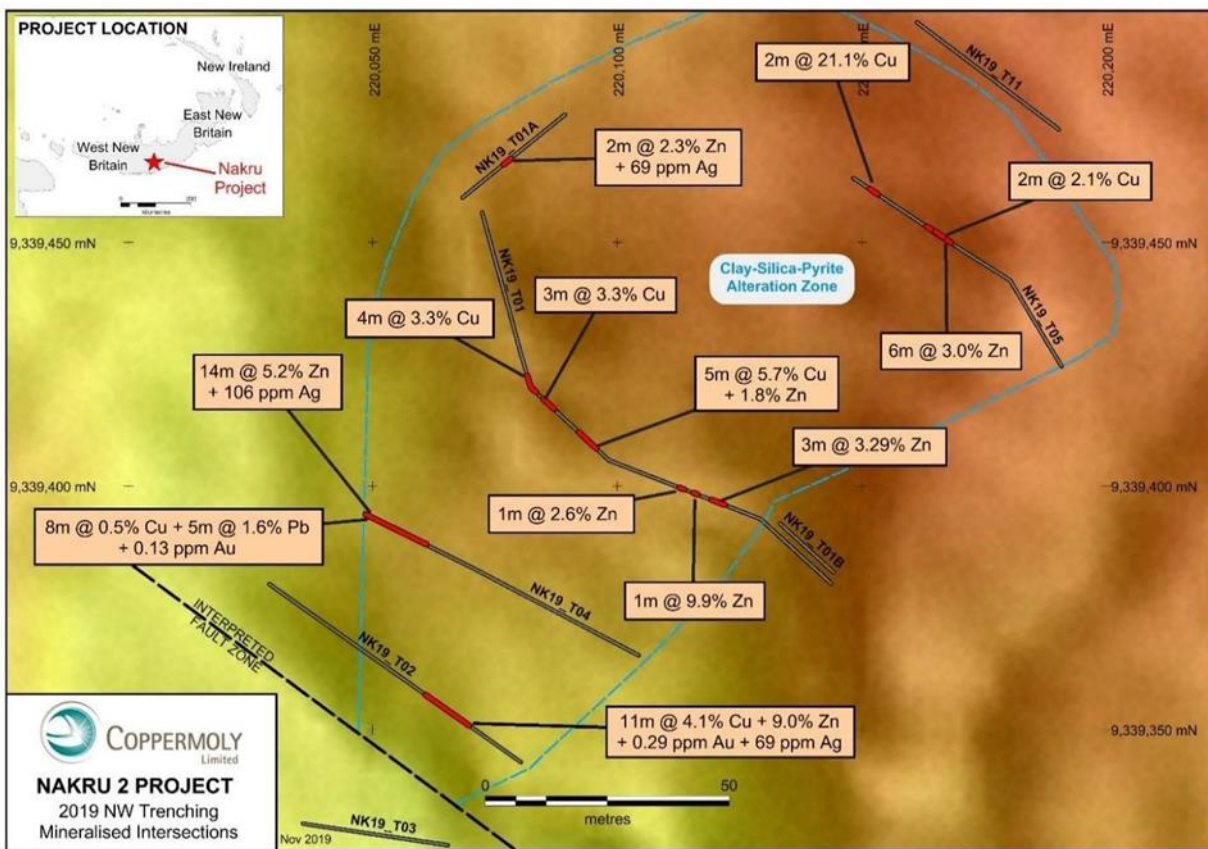 PROJECT LOCATION
New Ireland
East New
Britain
West New
Britain
Nakru
Project
220,050 mE
220,100 mE
mE
220,200 mE
9,339,450 mN
9,339,450 mN
9,339,400 mN
9,339,400 mN
9,339,350 mN
NK19_T11
2m @ 21.1% Cu
NK19_T01A
2m @ 2.3% Zn
+ 69 ppm Ag
2m @ 2.1% Cu
Clay-Silica-Pyrite
Alteration Zone
NK19_T01
3m @ 3.3% Cu
4m @ 3.3% Cu
NK19_T05
6m @ 3.0% Zn
14m @ 5.2% Zn
+ 106 ppm Ag
5m @ 5.7% Cu
+ 1.8% Zn
3m @ 3.29% Zn
1m @ 2.6% Zn
8m @ 0.5% Cu + 5m @ 1.6% Pb
+ 0.13 ppm Au
NK19_T01B
1m @ 9.9% Zn
NK19_T04
INTERPRETED
FAULT ZONE
NK19_T02
11m @ 4.1% Cu + 9.0% Zn
+ 0.29 ppm Au + 69 ppm Ag
COPPERMOLY
Limited
NAKRU 2 PROJECT
2019 NW Trenching
Mineralised Intersections
0 50
metres
NK19_T03
Nov 2019